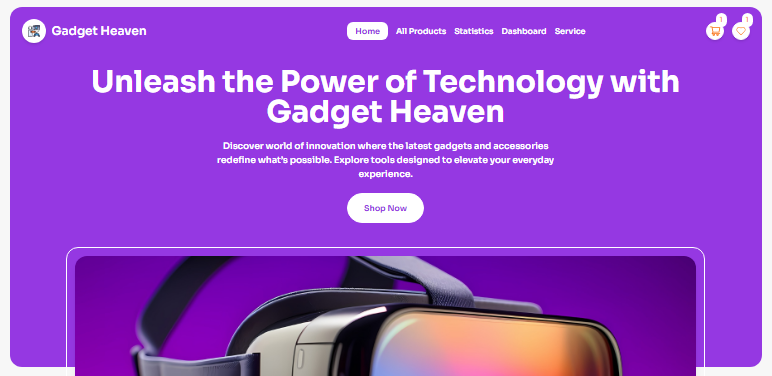 Gadget Heaven
Home All Products Statistics Dashboard Service
1 1
Unleash the Power of Technology with
Gadget Heaven
Discover world of innovation where the latest gadgets and accessories
redefine what's possible. Explore tools designed to elevate your everyday
experience.
Shop Now